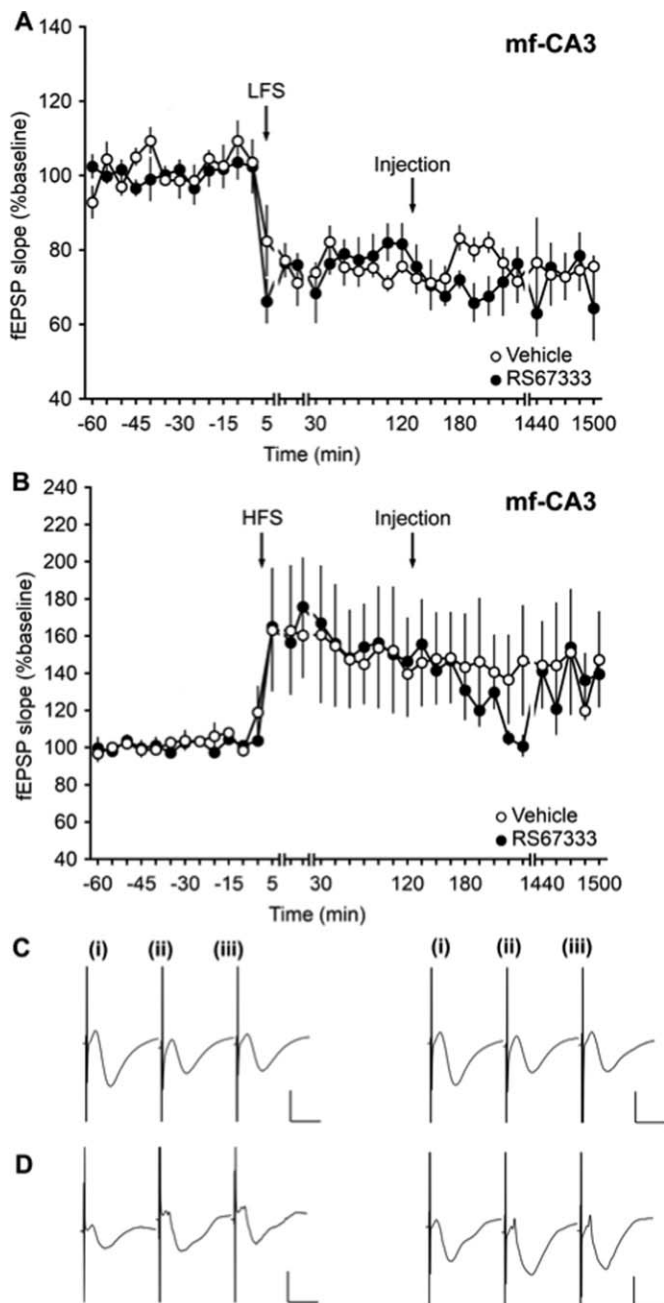 A
mf-CA3
140
120
100
80
60
40
fEPSP slope (%baseline)
LFS
Injection
Vehicle
RS67333
-60 -45 -30 -15 5 30 120 180 1440 1500
Time (min)
B
mf-CA3
240
220
200
180
160
140
120
100
80
60
40
fEPSP slope (%baseline)
HFS
Injection
Vehicle
RS67333
-60 -45 -30 -15 5 30 120 180 1440 1500
Time (min)
C
(i) (ii) (iii) (i) (ii) (iii)
D